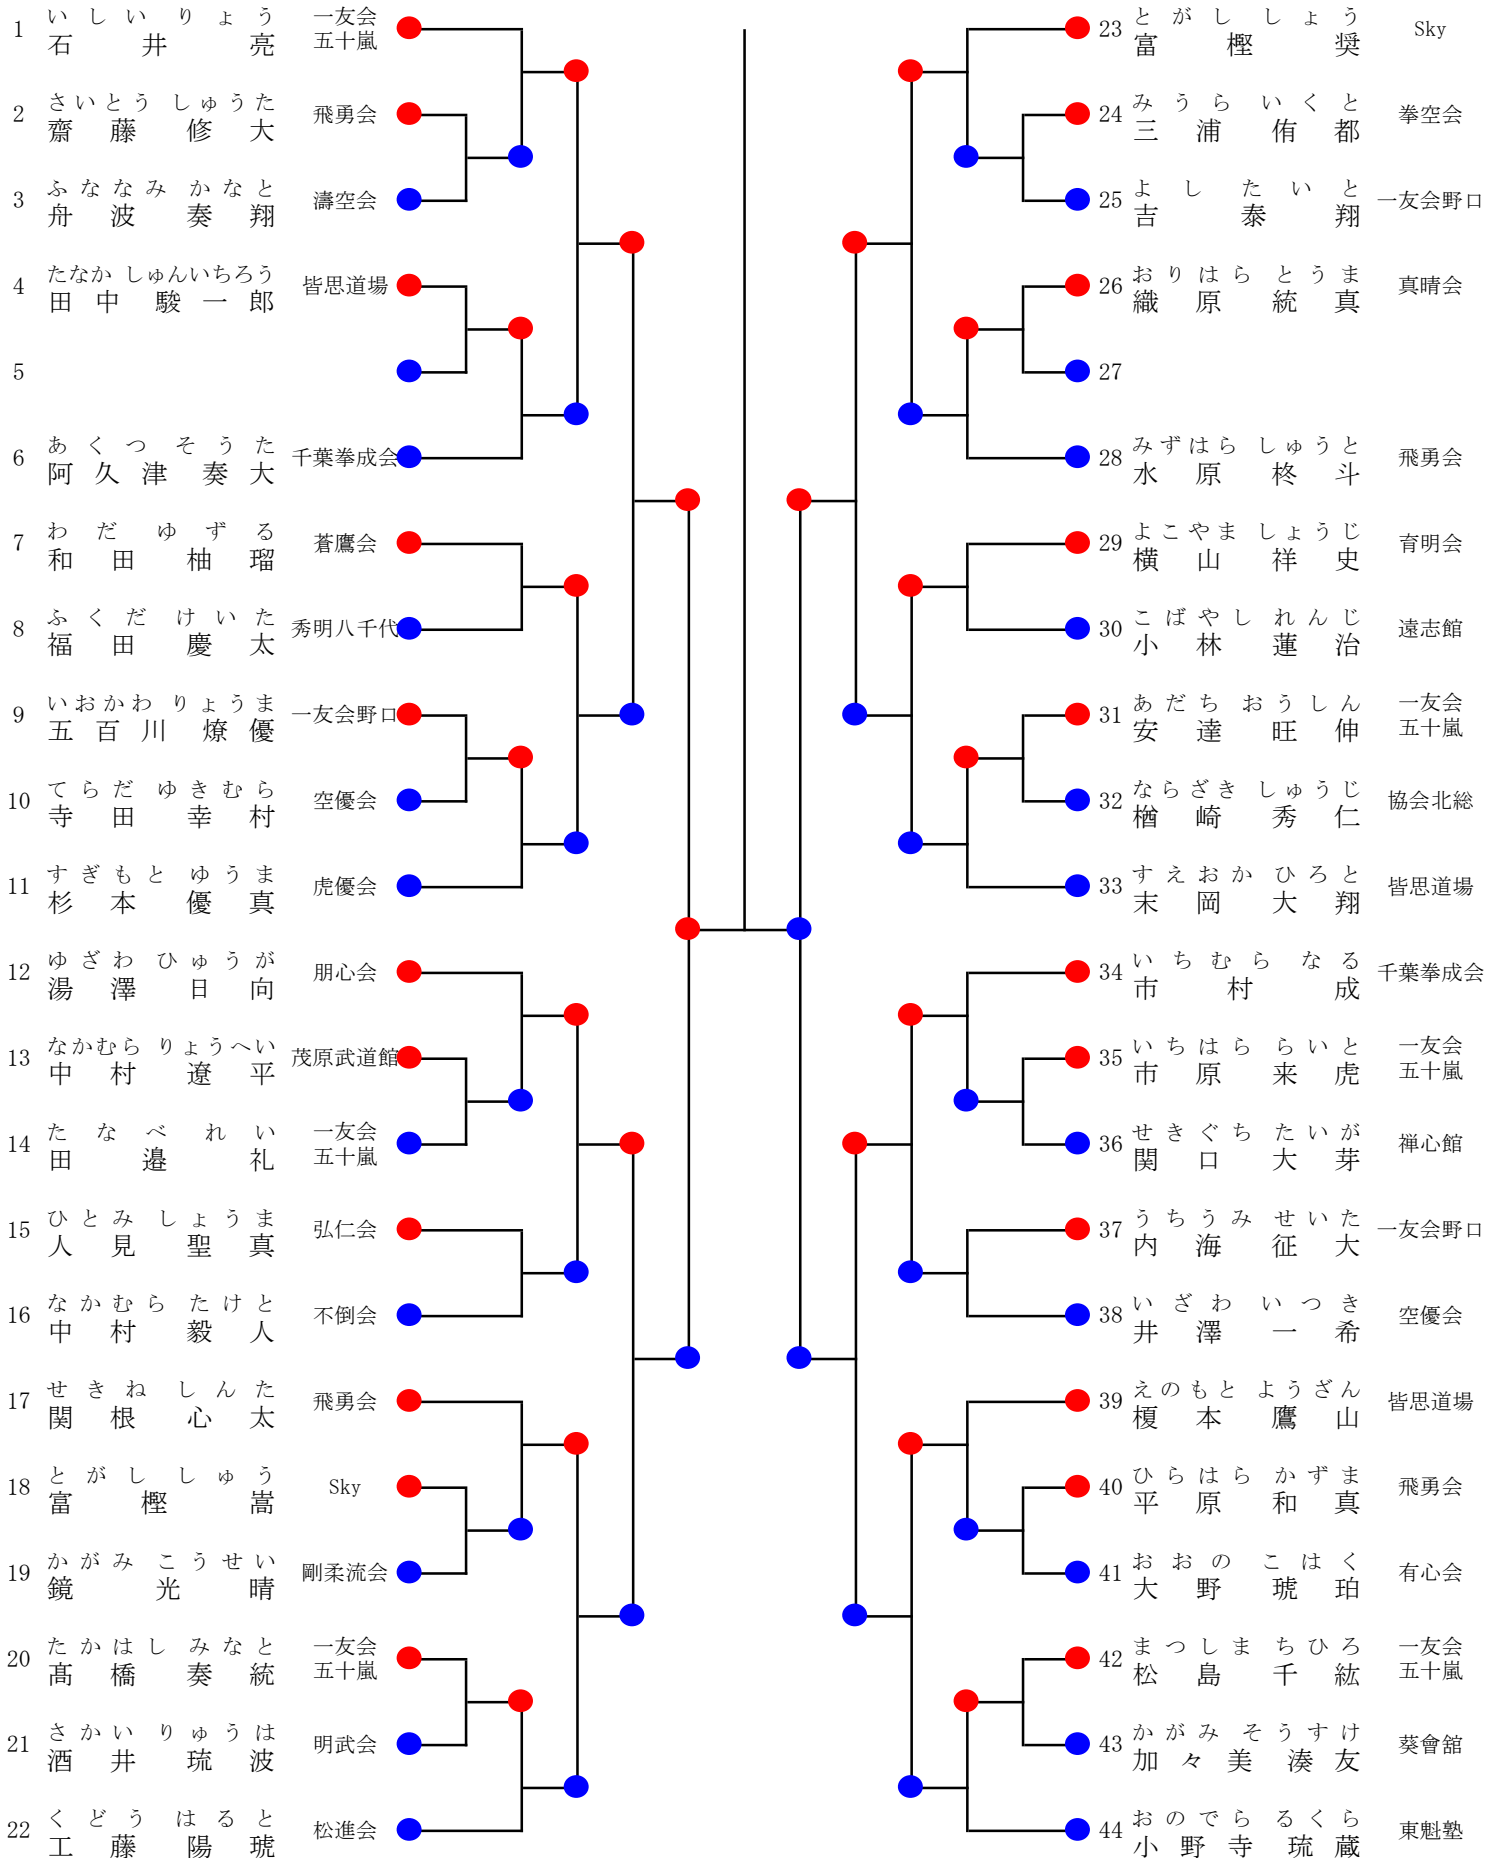 1 いしい りょう 一友会
石井亮 五十嵐
2 さいとう しゅうた 飛勇会
齋藤修大
3 ふななみ かなと 濤空会
舟波奏翔
4 たなか しゅんいちろう 皆思道場
田中駿一郎
5
6 あくつ そうた 千葉拳成会
阿久津奏大
7 わだ ゆずる 蒼鷹会
和田柚瑠
8 ふくだ けいた 秀明八千代
福田慶太
9 いおかわ りょうま 一友会野口
五百川燎優
10 てらだ ゆきむら 空優会
寺田幸村
11 すぎもと ゆうま 虎優会
杉本優真
12 ゆざわ ひゅうが 朋心会
湯澤日向
13 なかむら りょうへい 茂原武道館
中村遼平
14 たなべ れい 一友会
田邉礼 五十嵐
15 ひとみ しょうま 弘仁会
人見聖真
16 なかむら たけと 不倒会
中村毅人
17 せきね しんた 飛勇会
関根心太
18 とがし しゅう Sky
富樫嵩
19 かがみ こうせい 剛柔流会
鏡光晴
20 たかはし みなと 一友会
髙橋奏統 五十嵐
21 さかい りゅうは 明武会
酒井琉波
22 くどう はると 松進会
工藤陽琥
23 とがし しょう Sky
富樫奨
24 みうら いくと 拳空会
三浦侑都
25 よし たいと 一友会野口
吉泰翔
26 おりはら とうま 真晴会
織原統真
27
28 みずはら しゅうと 飛勇会
水原柊斗
29 よこやま しょうじ 育明会
横山祥史
30 こばやし れんじ 遠志館
小林蓮治
31 あだち おうしん 一友会
安達旺伸 五十嵐
32 ならざき しゅうじ 協会北総
楢崎秀仁
33 すえおか ひろと 皆思道場
末岡大翔
34 いちむら なる 千葉拳成会
市村成
35 いちはら らいと 一友会
市原来虎 五十嵐
36 せきぐち たいが 禅心館
関口大芽
37 うちうみ せいた 一友会野口
内海征大
38 いざわ いつき 空優会
井澤一希
39 えのもと ようざん 皆思道場
榎本鷹山
40 ひらはら かずま 飛勇会
平原和真
41 おおの こはく 有心会
大野琥珀
42 まつしま ちひろ 一友会
松島千紘 五十嵐
43 かがみ そうすけ 葵會舘
加々美湊友
44 おのでら るくら 東魁塾
小野寺琉蔵